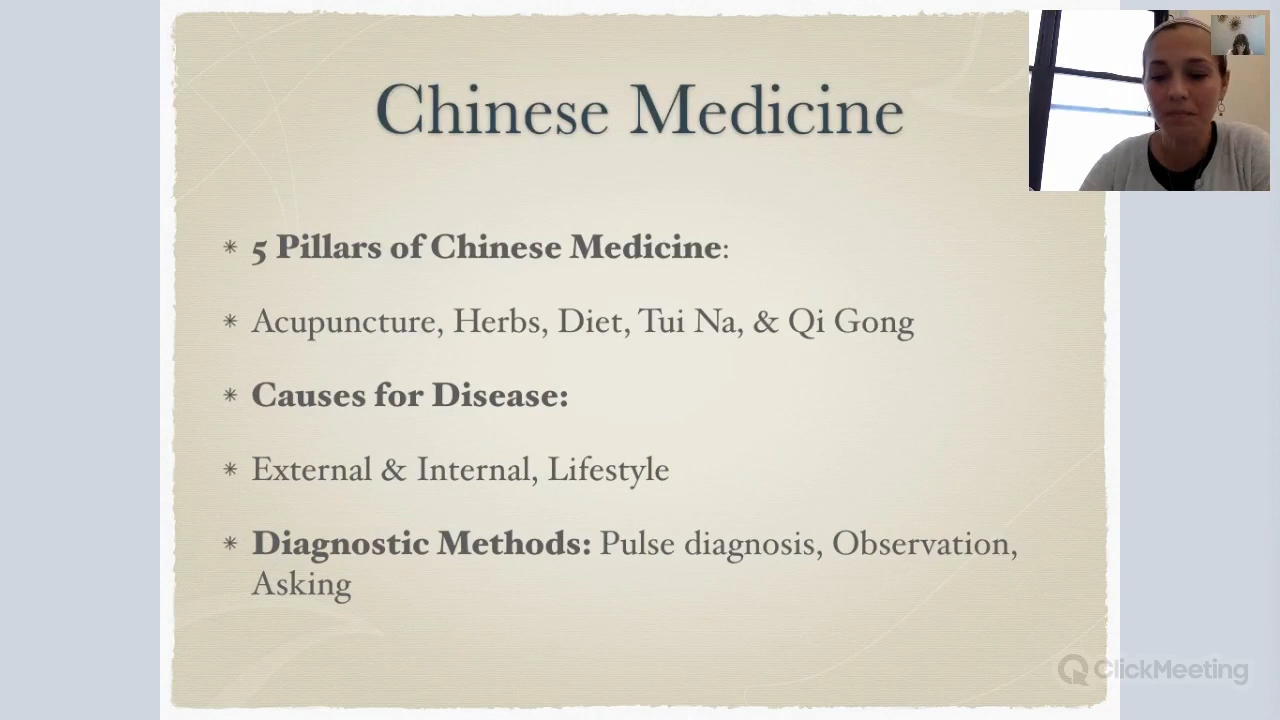 Chinese Medicine
* 5 Pillars of Chinese Medicine:
* Acupuncture, Herbs, Diet, Tui Na, & Qi Gong
* Causes for Disease:
* External & Internal, Lifestyle
* Diagnostic Methods: Pulse diagnosis, Observation,
Asking
ClickMeeting